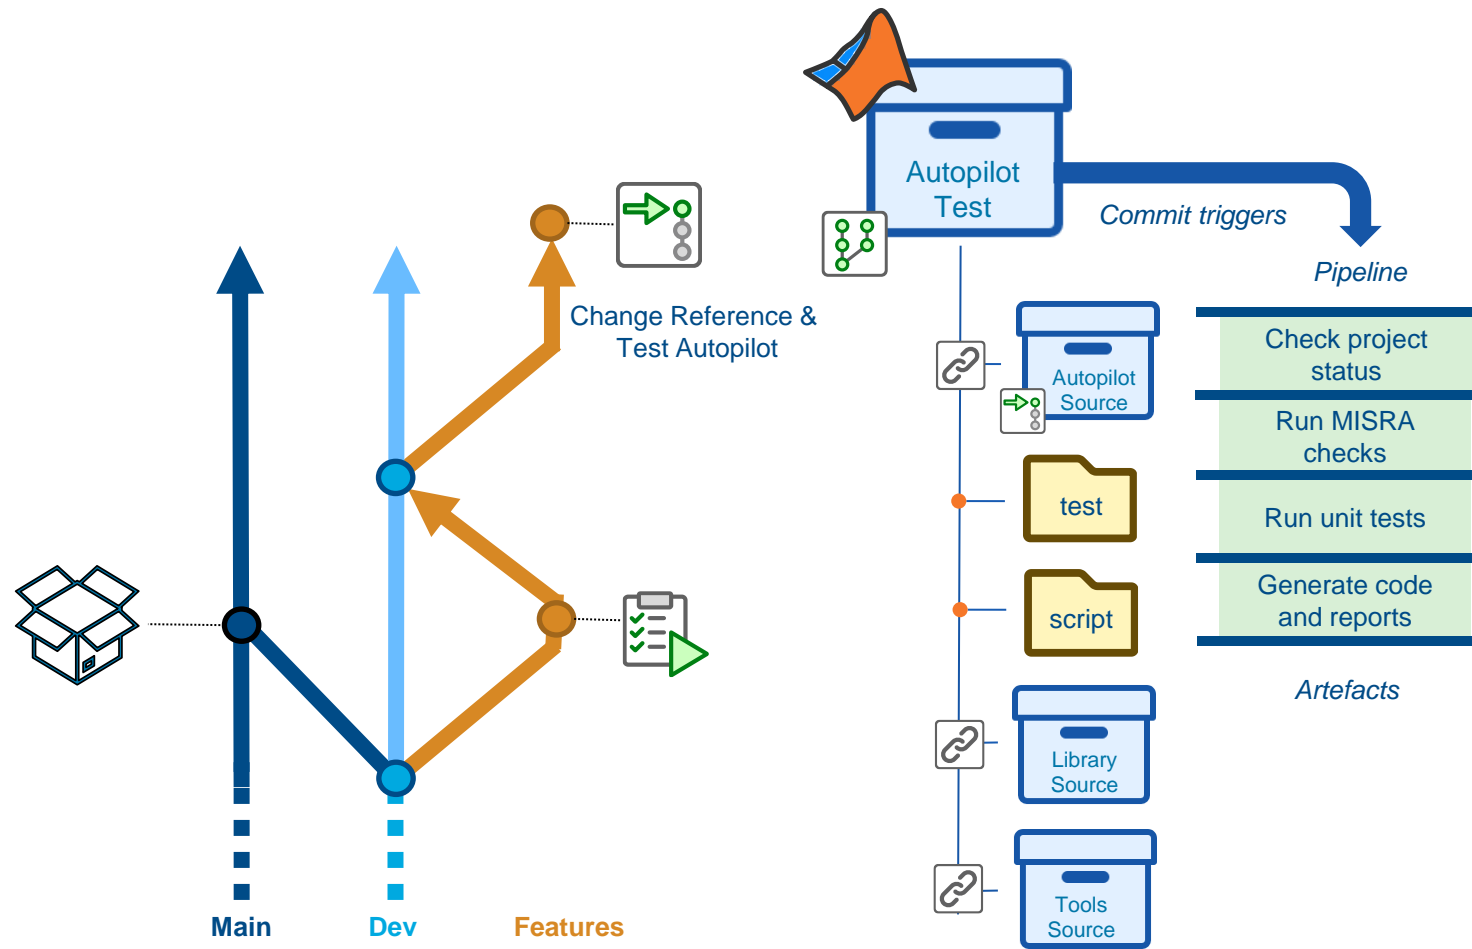 Autopilot
Test
Commit triggers
Pipeline
Change Reference &
Test Autopilot
Check project
status
Autopilot
Source
Run MISRA
checks
test
Run unit tests
script
Generate code
and reports
Artefacts
Library
Source
Tools
Source
Main
Dev
Features